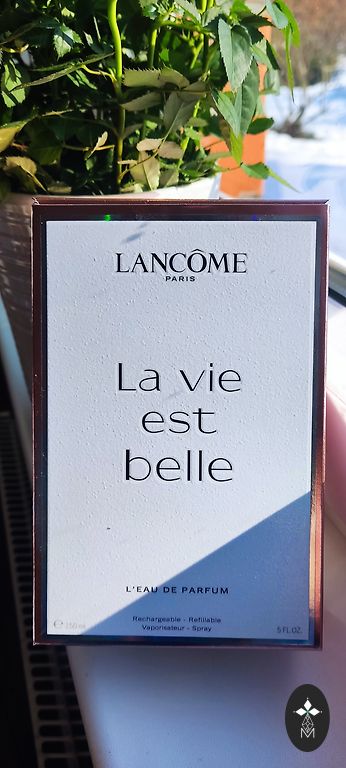 LANCÔME
PARIS
La vie
est
belle
L'EAU DE PARFUM
Rechargeable - Refillable
Vaporisateur - Spray
℮ 150 ml
5 FL.OZ.
M